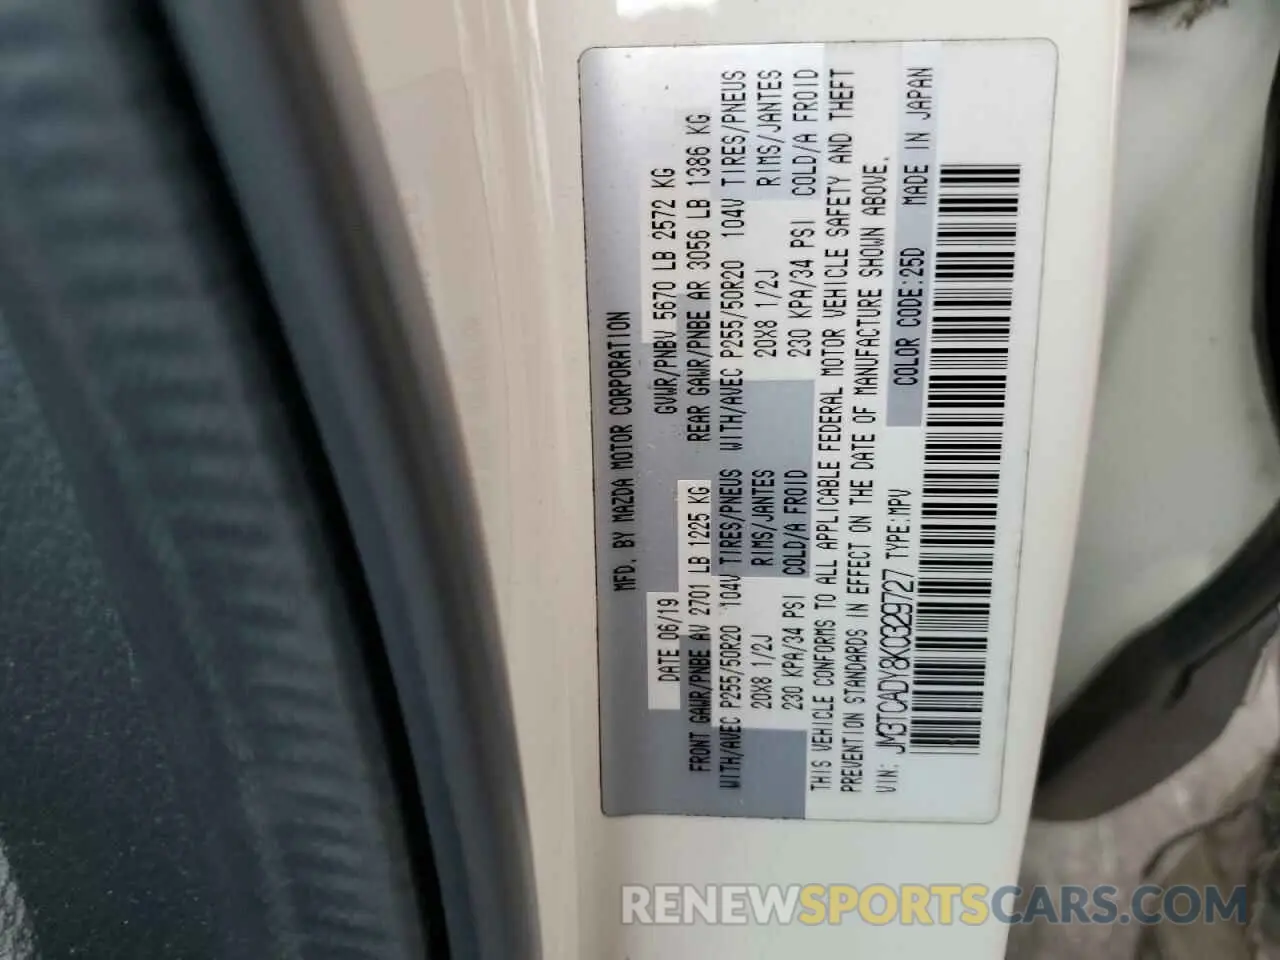 MFD. BY MAZDA MOTOR CORPORATION
DATE 06/19 GVWR/PNBV 5670 LB 2572 KG
FRONT GAWR/PNBE AV 2701 LB 1225 KG REAR GAWR/PNBE AR 3056 LB 1386 KG
WITH/AVEC P255/50R20 104V TIRES/PNEUS WITH/AVEC P255/50R20 104V TIRES/PNEUS
20X8 1/2J RIMS/JANTES 20X8 1/2J RIMS/JANTES
230 KPA/34 PSI COLD/A FROID 230 KPA/34 PSI COLD/A FROID
THIS VEHICLE CONFORMS TO ALL APPLICABLE FEDERAL MOTOR VEHICLE SAFETY AND THEFT
PREVENTION STANDARDS IN EFFECT ON THE DATE OF MANUFACTURE SHOWN ABOVE.
VIN: JM3TCADY8K0329727 TYPE:MPV COLOR CODE:25D MADE IN JAPAN
RENEWSPORTSCARS.COM